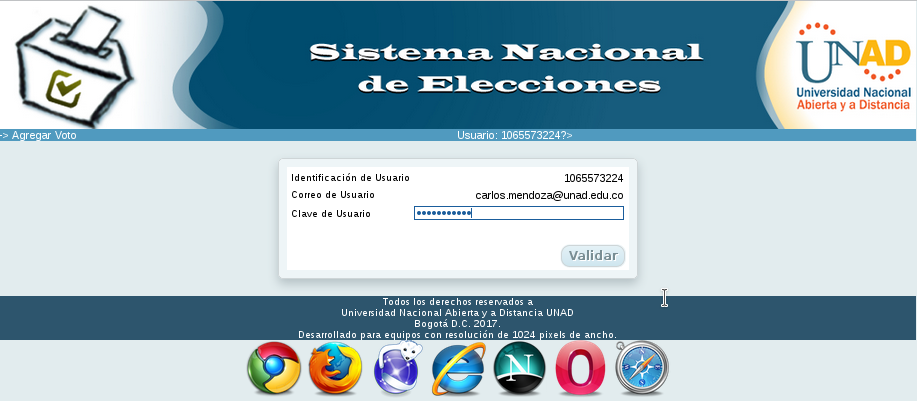 Sistema Nacional
de Elecciones
UNAD
Universidad Nacional
Abierta y a Distancia
-> Agregar Voto
Usuario: 1065573224?>
Identificación de Usuario 1065573224
Correo de Usuario carlos.mendoza@unad.edu.co
Clave de Usuario •••••••••••
Validar
Todos los derechos reservados a
Universidad Nacional Abierta y a Distancia UNAD
Bogotá D.C. 2017.
Desarrollado para equipos con resolución de 1024 pixels de ancho.
N